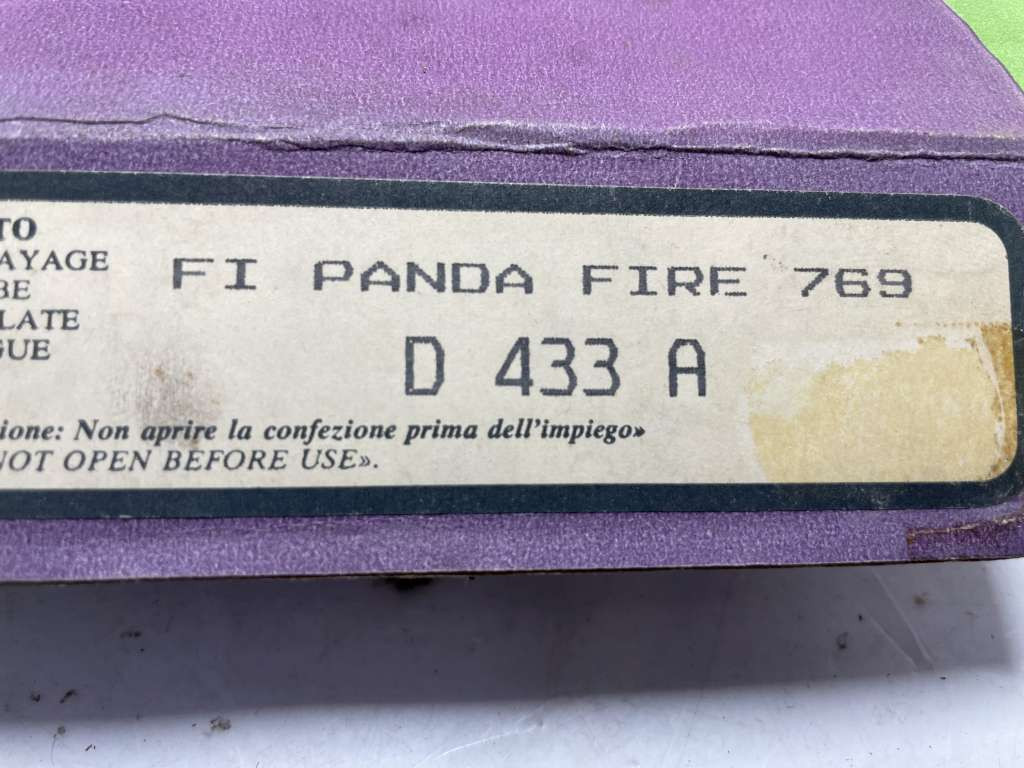 TO
AYAGE
BE
LATE
GUE
FI PANDA FIRE 769
D 433 A
ione: Non aprire la confezione prima dell'impiego»
NOT OPEN BEFORE USE».